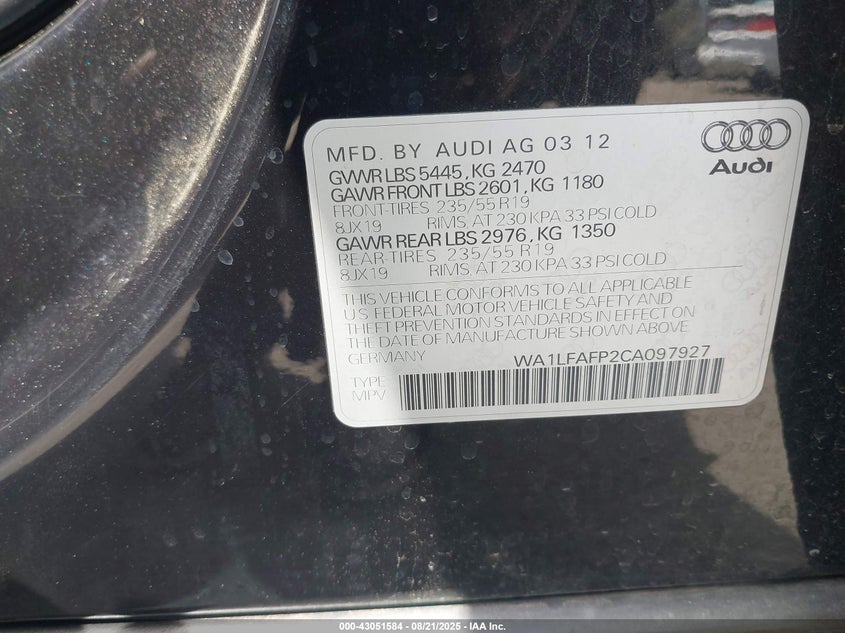 MFD. BY AUDI AG 03 12
Audi
GVWR LBS 5445, KG 2470
GAWR FRONT LBS 2601, KG 1180
FRONT-TIRES 235/55 R19
8JX19 RIMS, AT 230 KPA 33 PSI COLD
GAWR REAR LBS 2976, KG 1350
REAR-TIRES 235/55 R19
8JX19 RIMS, AT 230 KPA 33 PSI COLD
THIS VEHICLE CONFORMS TO ALL APPLICABLE
U.S FEDERAL MOTOR VEHICLE SAFETY AND
THEFT PREVENTION STANDARDS IN EFFECT ON
THE DATE OF MANUFACTURE SHOWN ABOVE.
GERMANY WA1LFAFP2CA097927
TYPE
MPV
000-43051584 - 08/21/2025 - IAA Inc.